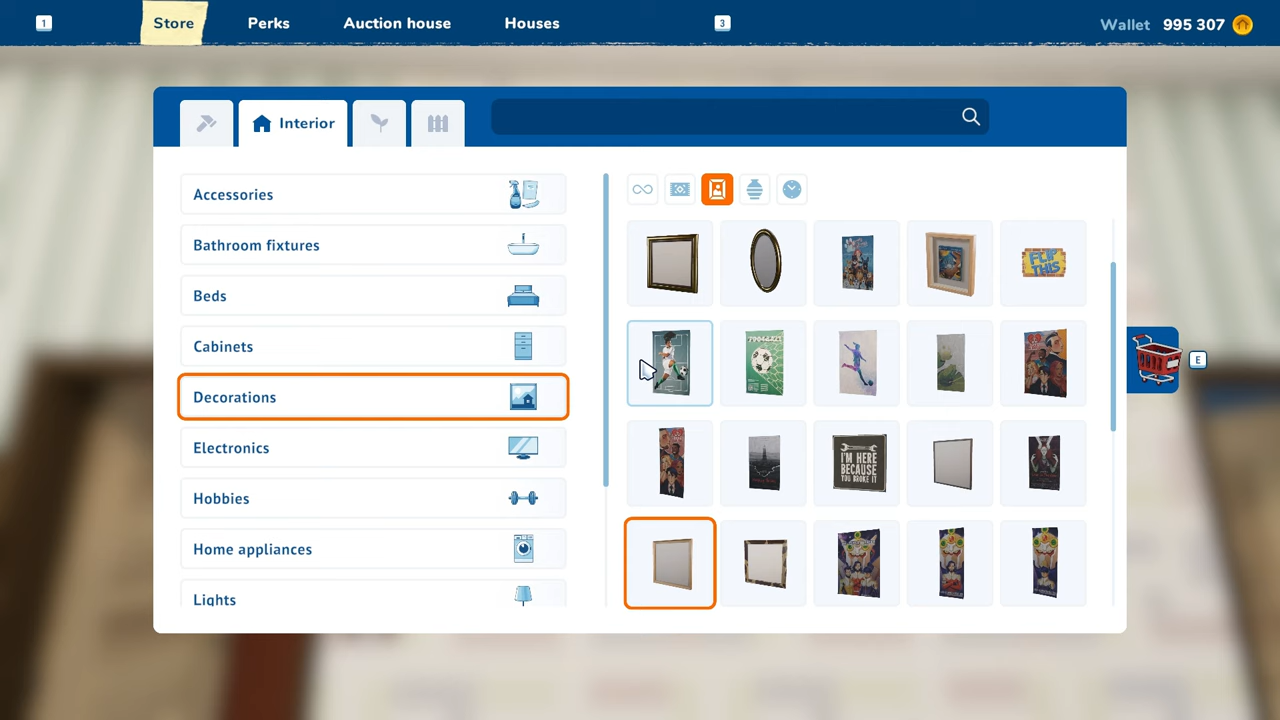 1 Store Perks Auction house Houses 3 Wallet 995 307
Interior
Accessories
Bathroom fixtures
Beds
Cabinets
Decorations
Electronics
Hobbies
Home appliances
Lights
FLIP
THIS
I'M HERE
BECAUSE
YOU BROKE IT
E